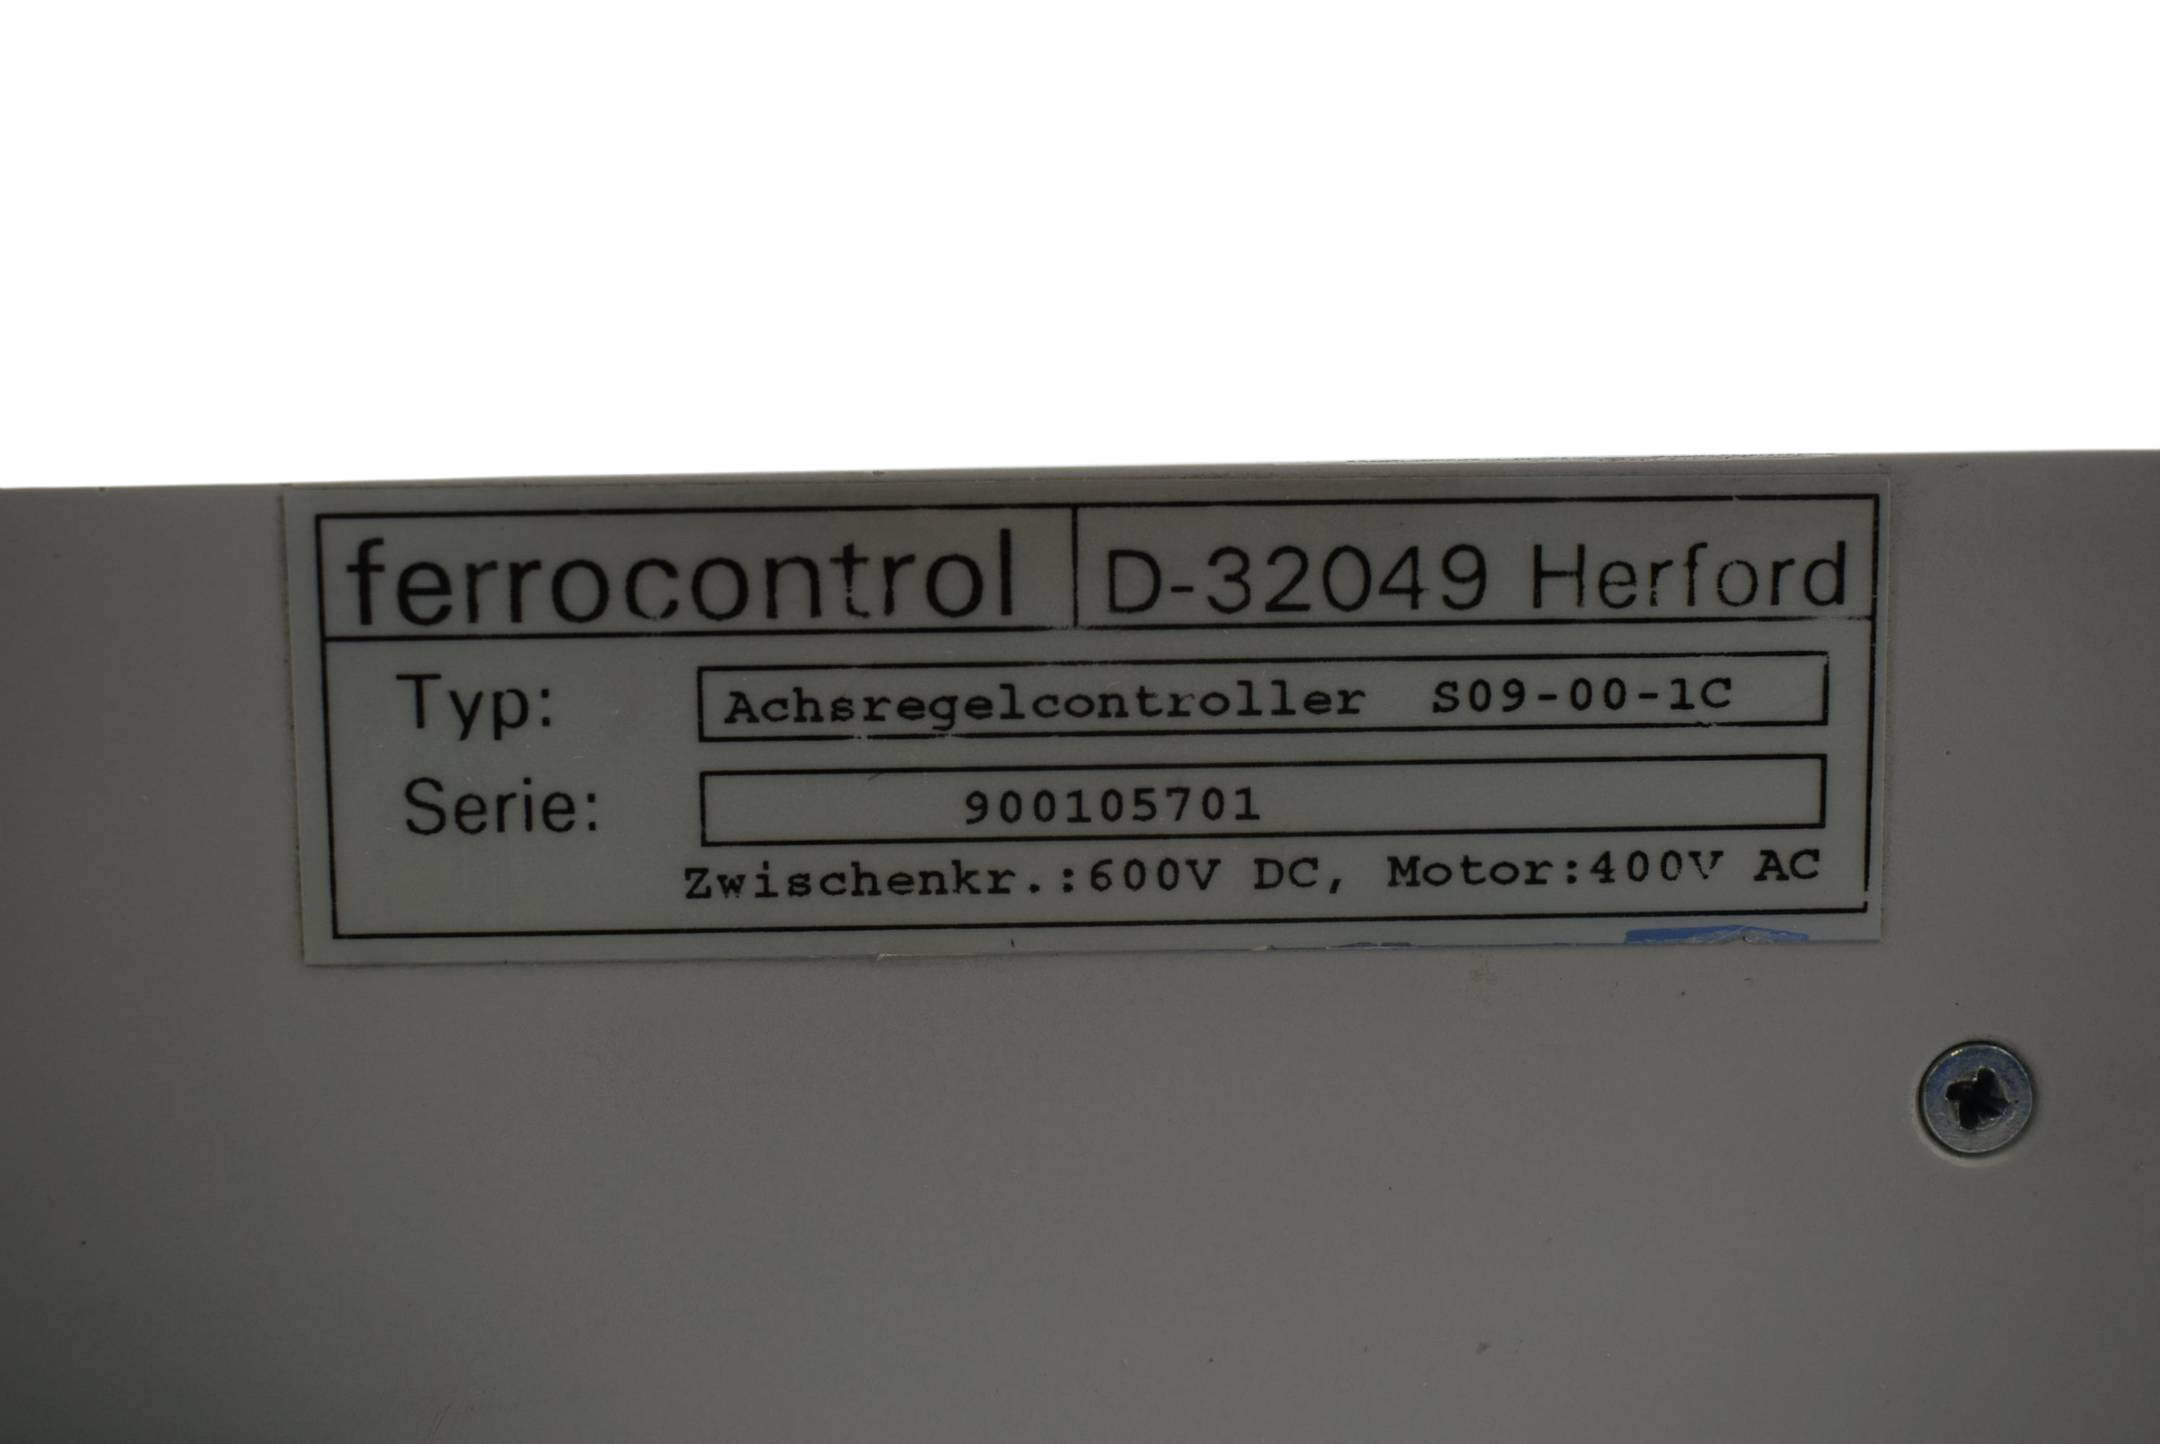 ferrocontrol D-32049 Herford
Typ: Achsregelcontroller S09-00-1C
Serie: 900105701
Zwischenkr.:600V DC, Motor:400V AC